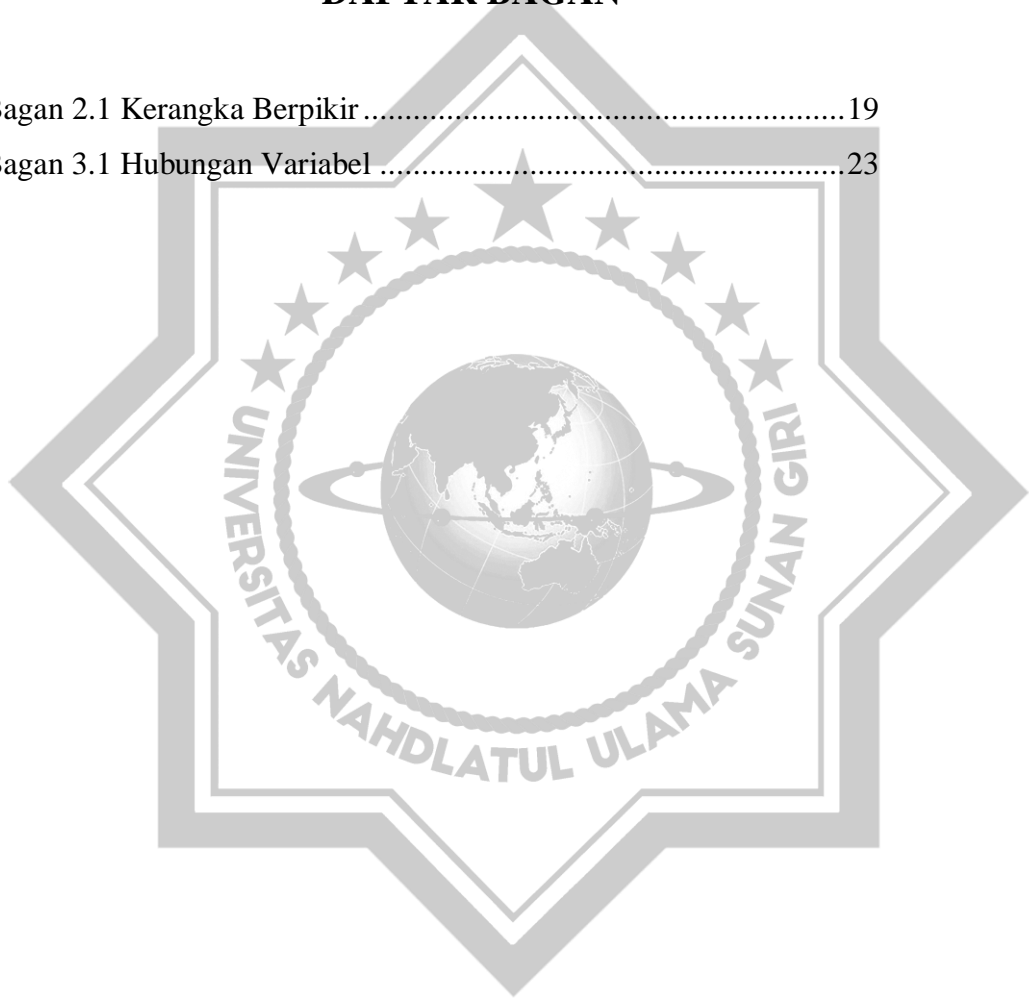 DAFTAR BAGAN
Bagan 2.1 Kerangka Berpikir ............................................................ 19
Bagan 3.1 Hubungan Variabel .......................................................... 23
UNIVERSITAS NAHDLATUL ULAMA SUNAN GIRI